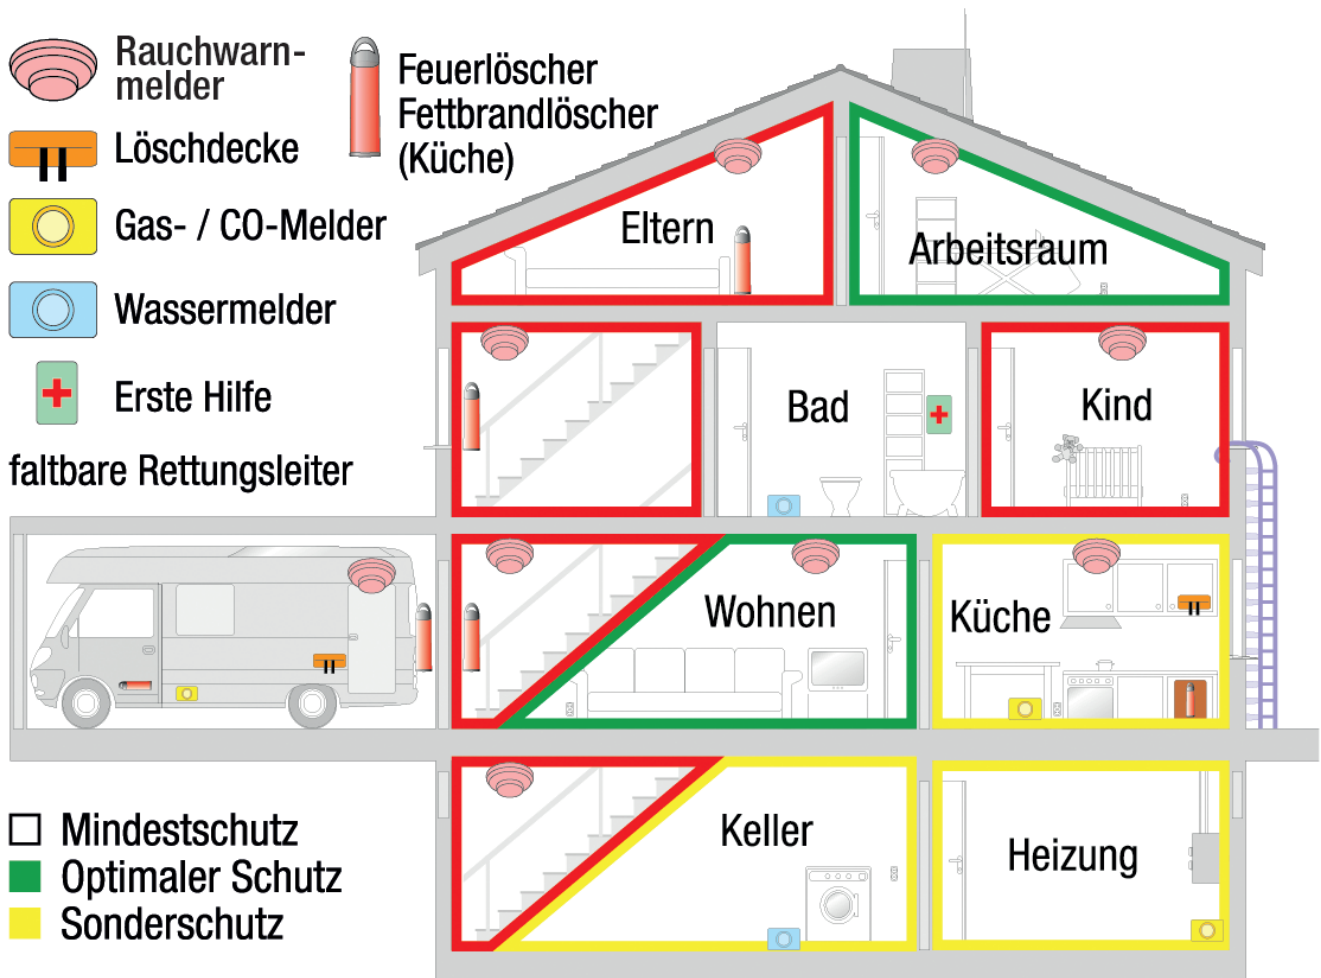 Rauchwarn-
melder
Löschdecke
Gas- / CO-Melder
Wassermelder
Erste Hilfe
faltbare Rettungsleiter
Feuerlöscher
Fettbrandlöscher
(Küche)
Eltern
Arbeitsraum
Bad
Kind
Wohnen
Küche
Keller
Heizung
Mindestschutz
Optimaler Schutz
Sonderschutz